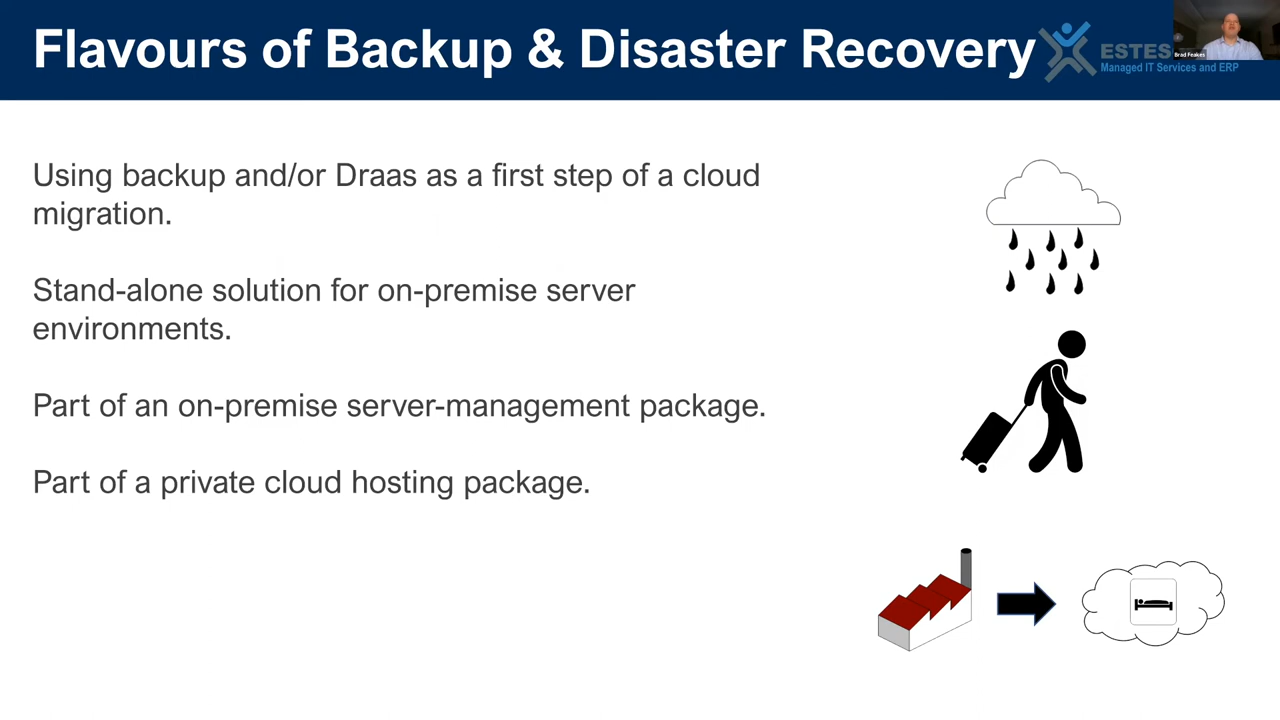 Flavours of Backup & Disaster Recovery
ESTES
Managed IT Services and ERP
Brad Feakes
Using backup and/or Draas as a first step of a cloud
migration.
Stand-alone solution for on-premise server
environments.
Part of an on-premise server-management package.
Part of a private cloud hosting package.